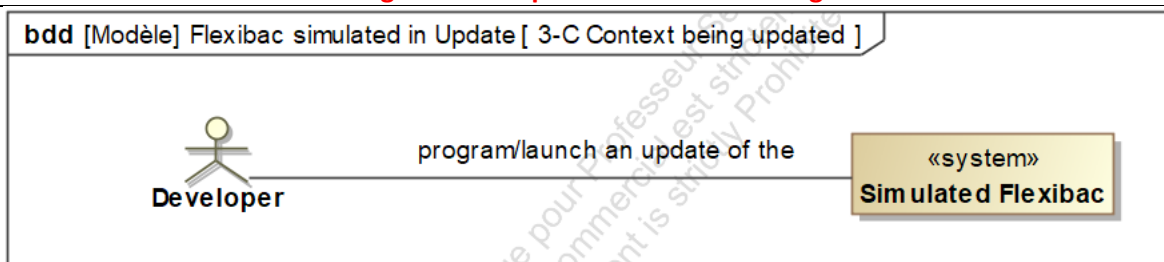 bdd [Modèle] Flexibac simulated in Update [ 3-C Context being updated ]
program/launch an update of the
«system»
Developer
Simulated Flexibac